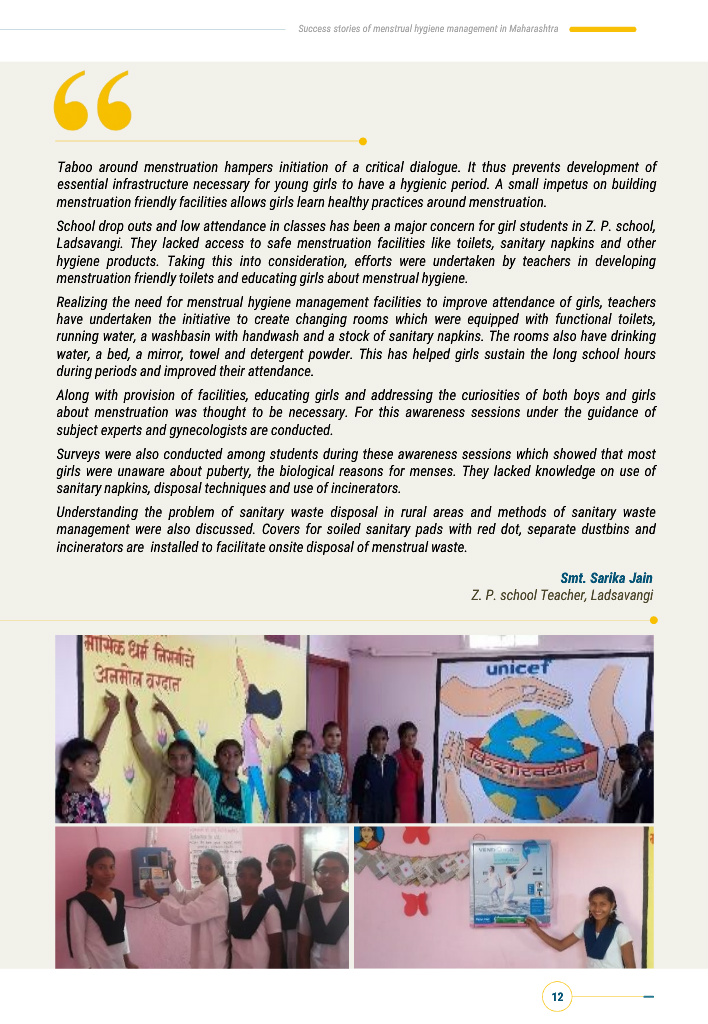 Success stories of menstrual hygiene management in Maharashtra
Taboo around menstruation hampers initiation of a critical dialogue. It thus prevents development of
essential infrastructure necessary for young girls to have a hygienic period. A small impetus on building
menstruation friendly facilities allows girls learn healthy practices around menstruation.
School drop outs and low attendance in classes has been a major concern for girl students in Z. P. school,
Ladsavangi. They lacked access to safe menstruation facilities like toilets, sanitary napkins and other
hygiene products. Taking this into consideration, efforts were undertaken by teachers in developing
menstruation friendly toilets and educating girls about menstrual hygiene.
Realizing the need for menstrual hygiene management facilities to improve attendance of girls, teachers
have undertaken the initiative to create changing rooms which were equipped with functional toilets,
running water, a washbasin with handwash and a stock of sanitary napkins. The rooms also have drinking
water, a bed, a mirror, towel and detergent powder. This has helped girls sustain the long school hours
during periods and improved their attendance.
Along with provision of facilities, educating girls and addressing the curiosities of both boys and girls
about menstruation was thought to be necessary. For this awareness sessions under the guidance of
subject experts and gynecologists are conducted.
Surveys were also conducted among students during these awareness sessions which showed that most
girls were unaware about puberty, the biological reasons for menses. They lacked knowledge on use of
sanitary napkins, disposal techniques and use of incinerators.
Understanding the problem of sanitary waste disposal in rural areas and methods of sanitary waste
management were also discussed. Covers for soiled sanitary pads with red dot, separate dustbins and
incinerators are installed to facilitate onsite disposal of menstrual waste.
Smt. Sarika Jain
Z. P. school Teacher, Ladsavangi
मासिक धर्म निसर्गाचे
अनमोल वरदान
unicef
12